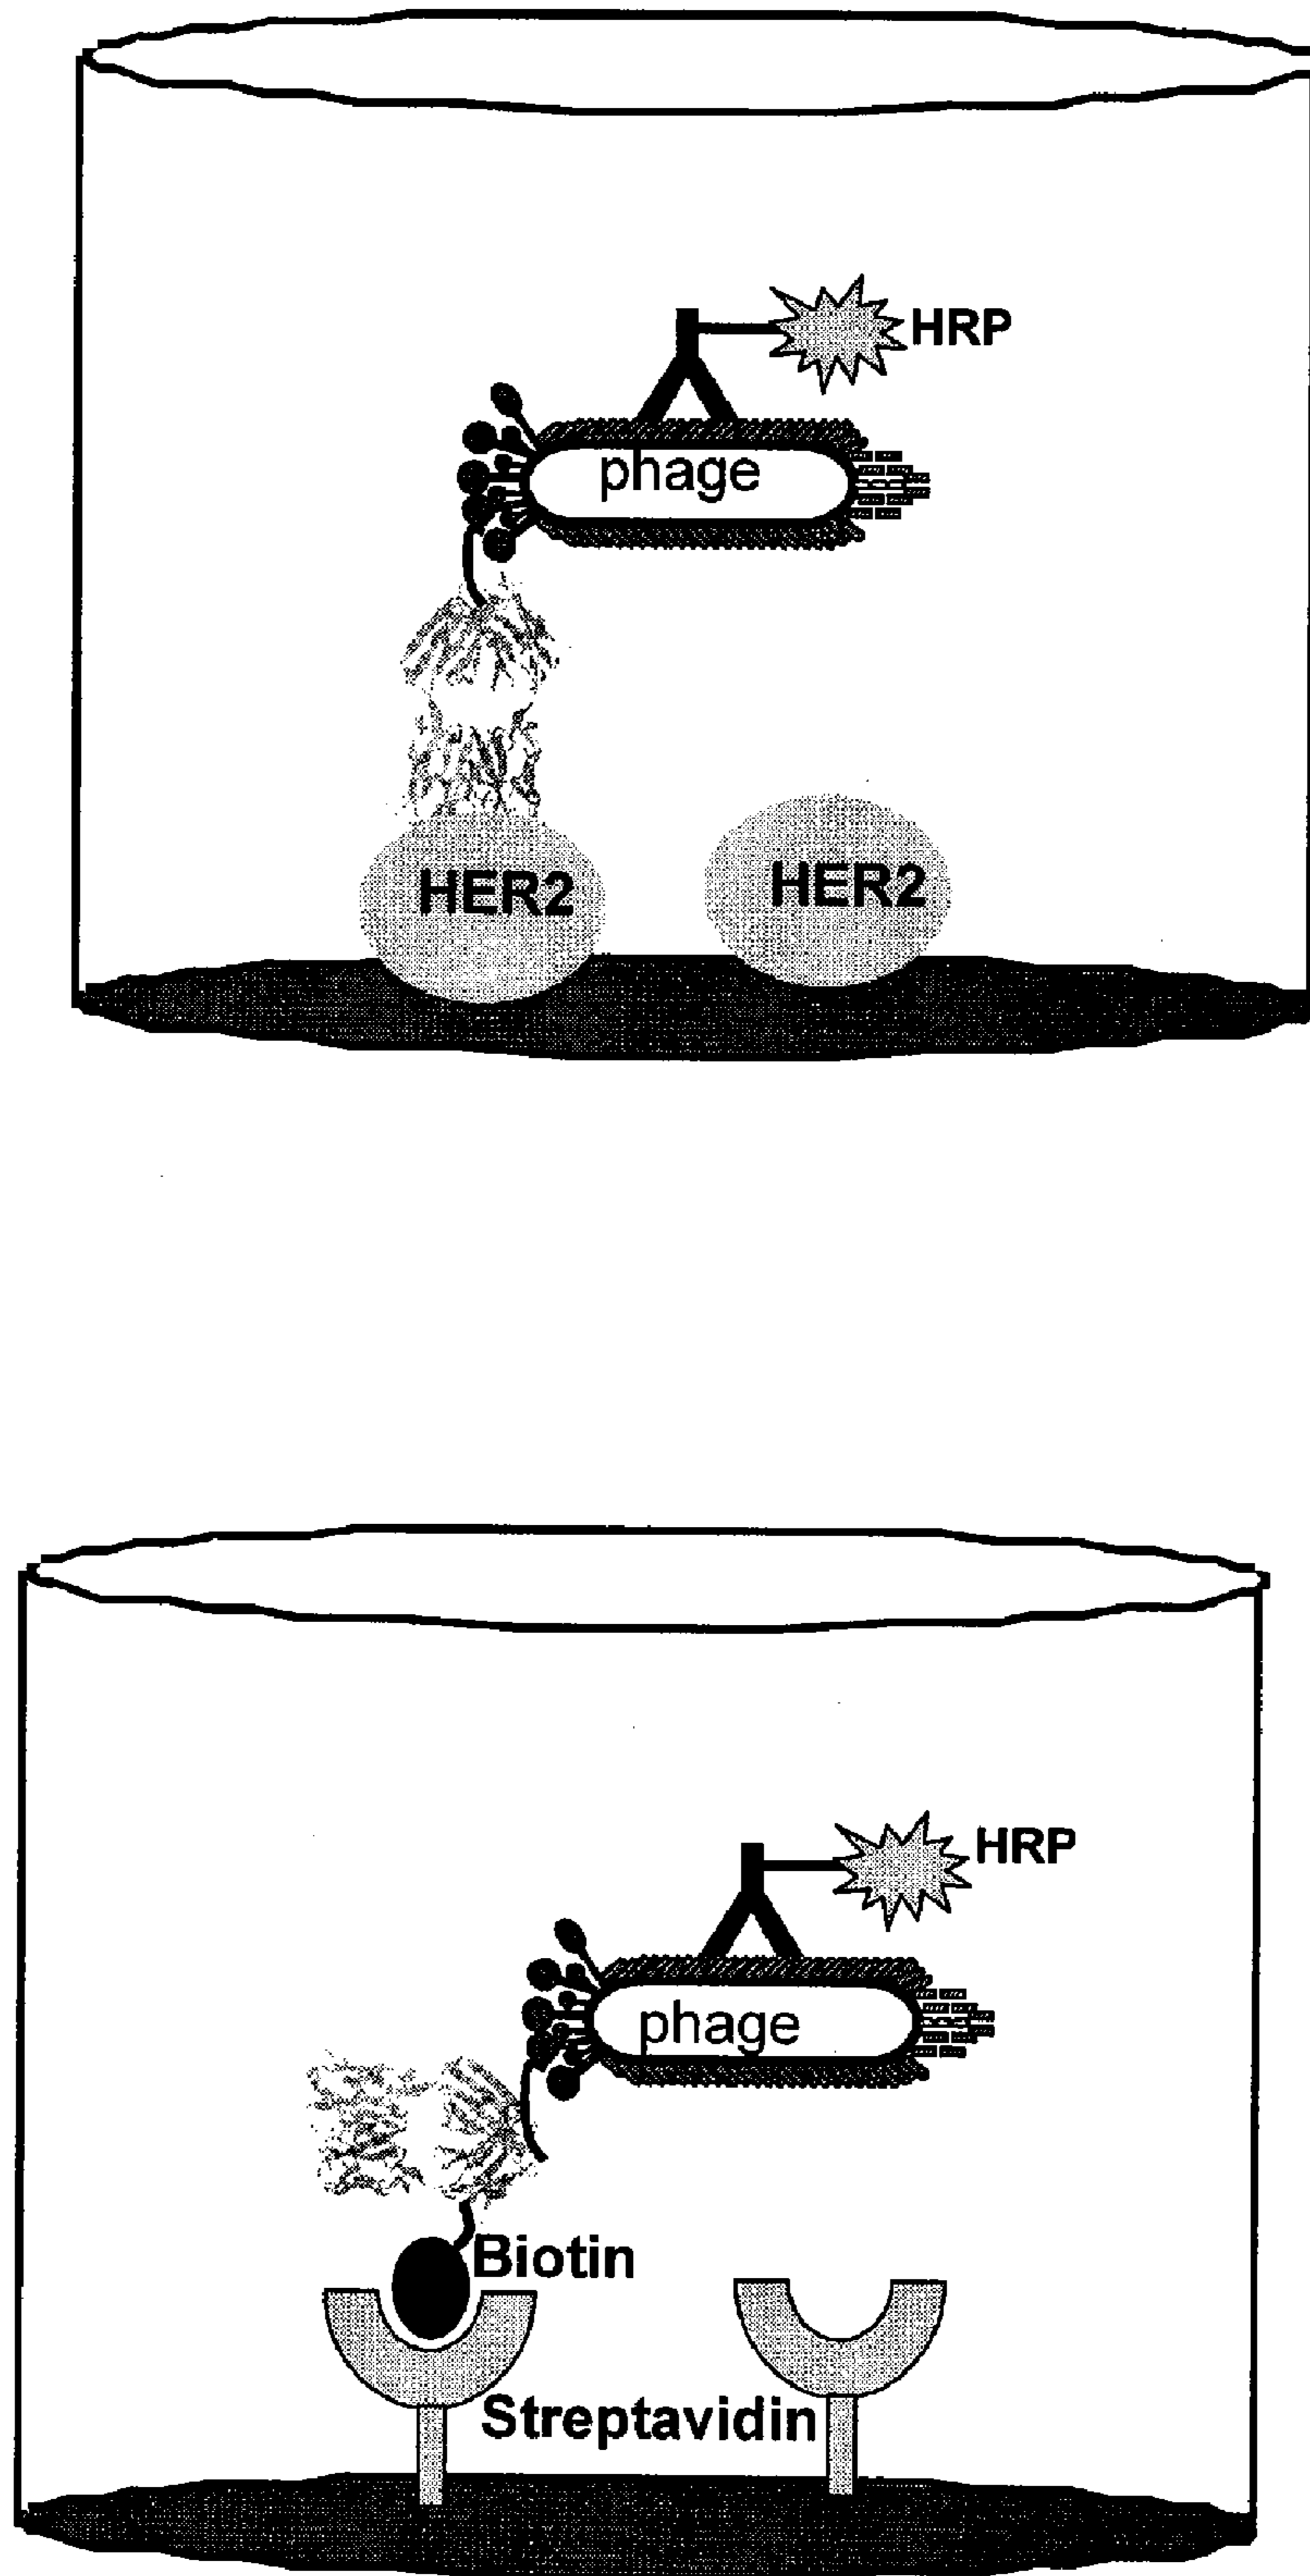 HRP
phage
HER2
HER2
HRP
phage
Biotin
Streptavidin